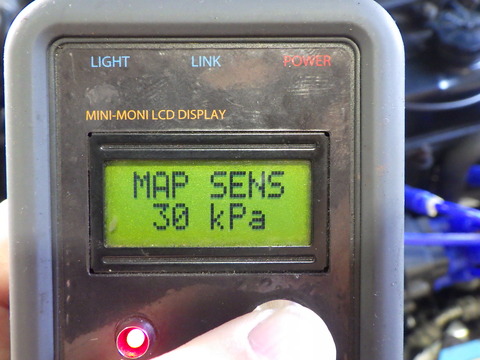 LIGHT LINK POWER
MINI-MONI LCD DISPLAY
MAP SENS
30 kPa